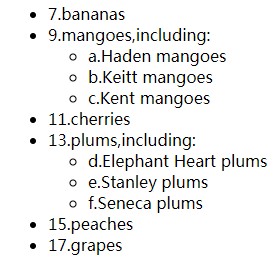 7.bananas
9.mangoes,including:
a.Haden mangoes
b.Keitt mangoes
c.Kent mangoes
11.cherries
13.plums,including:
d.Elephant Heart plums
e.Stanley plums
f.Seneca plums
15.peaches
17.grapes